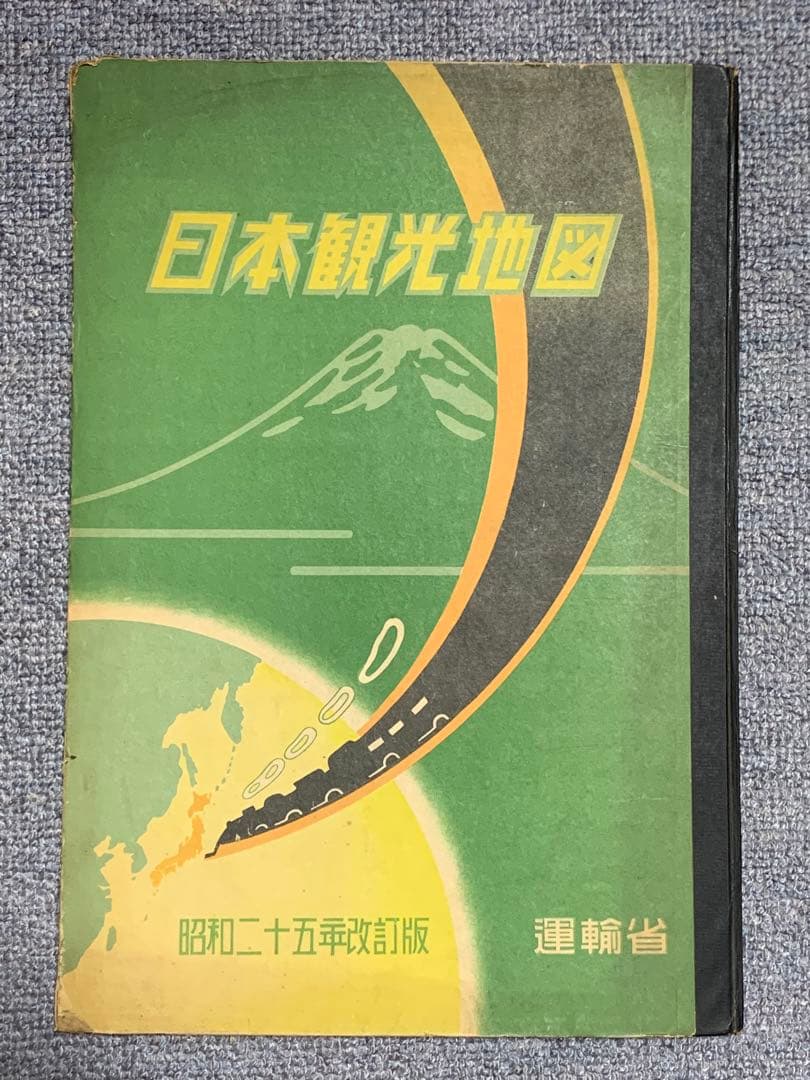 日本観光地図
昭和二十五年改訂版
運輸省